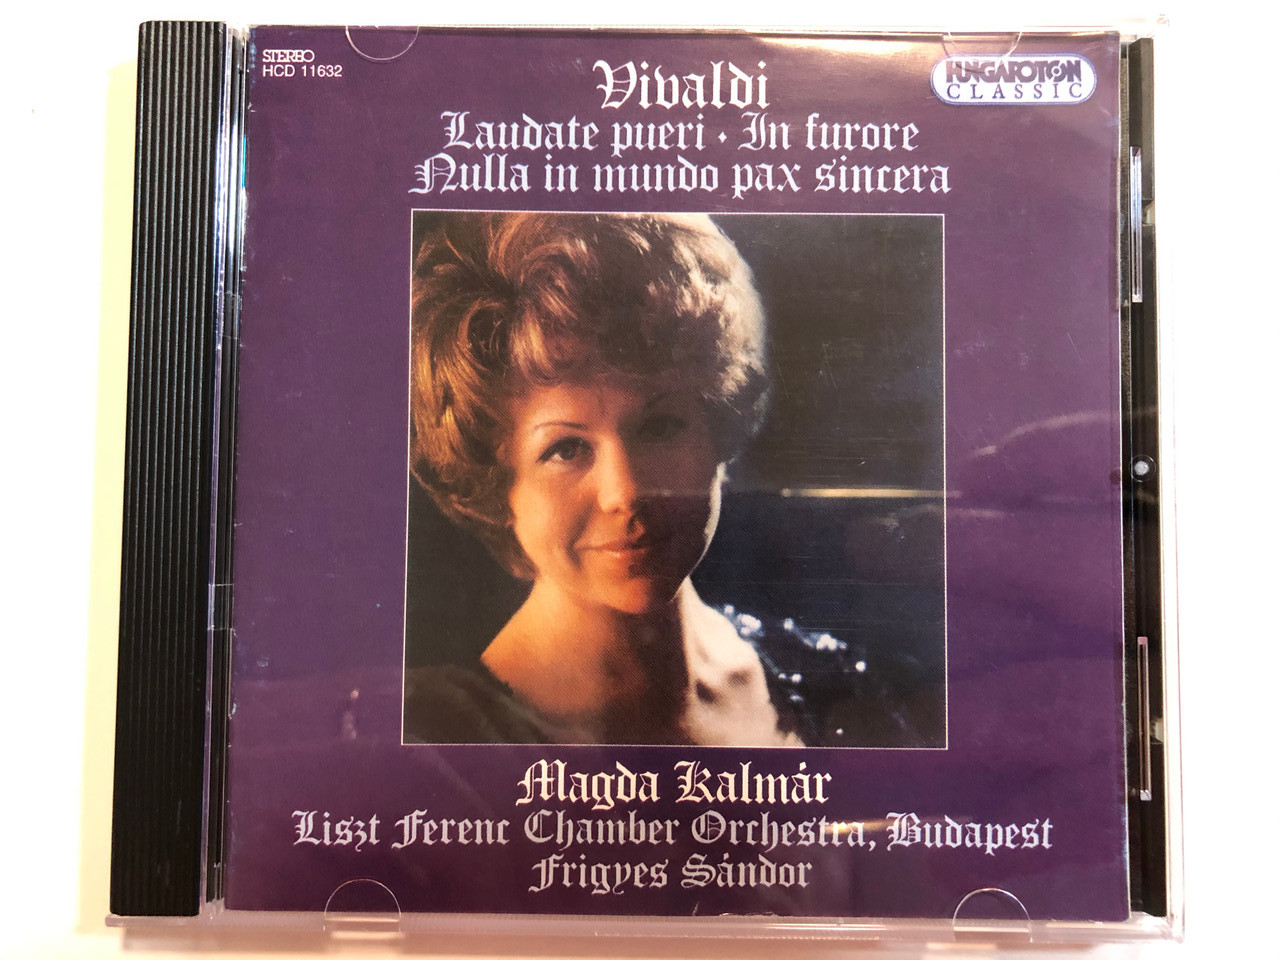 STEREO
HCD 11632
HUNGAROTON
CLASSIC
Vivaldi
Laudate pueri • In furore
Nulla in mundo pax sincera
Magda Kalmár
Liszt Ferenc Chamber Orchestra, Budapest
Frigyes Sándor